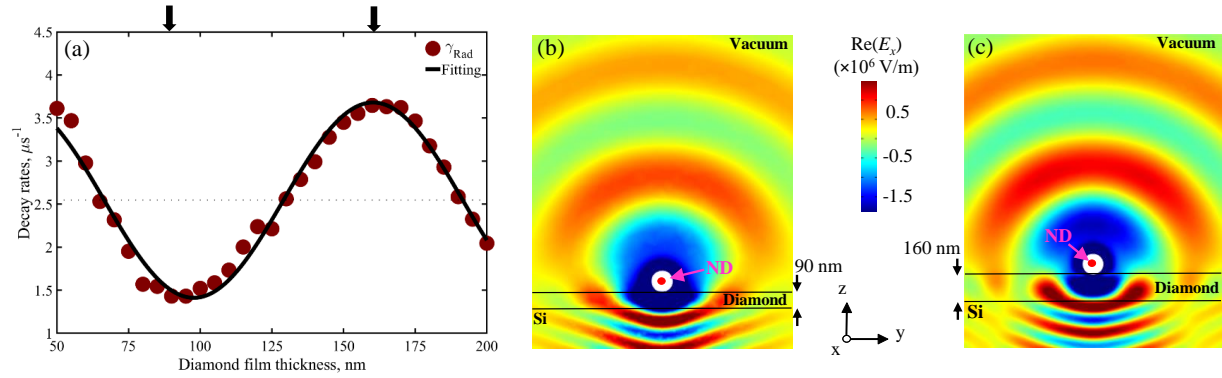 (a)
γRad
Fitting
4.5
4
3.5
3
2.5
2
1.5
1
Decay rates, μs⁻¹
50 75 100 125 150 175 200
Diamond film thickness, nm
(b)
Vacuum
ND
90 nm
Diamond
Si
Re(Eₓ)
(×10⁶ V/m)
0.5
-0.5
-1.5
z
y
x
(c)
Vacuum
ND
160 nm
Diamond
Si